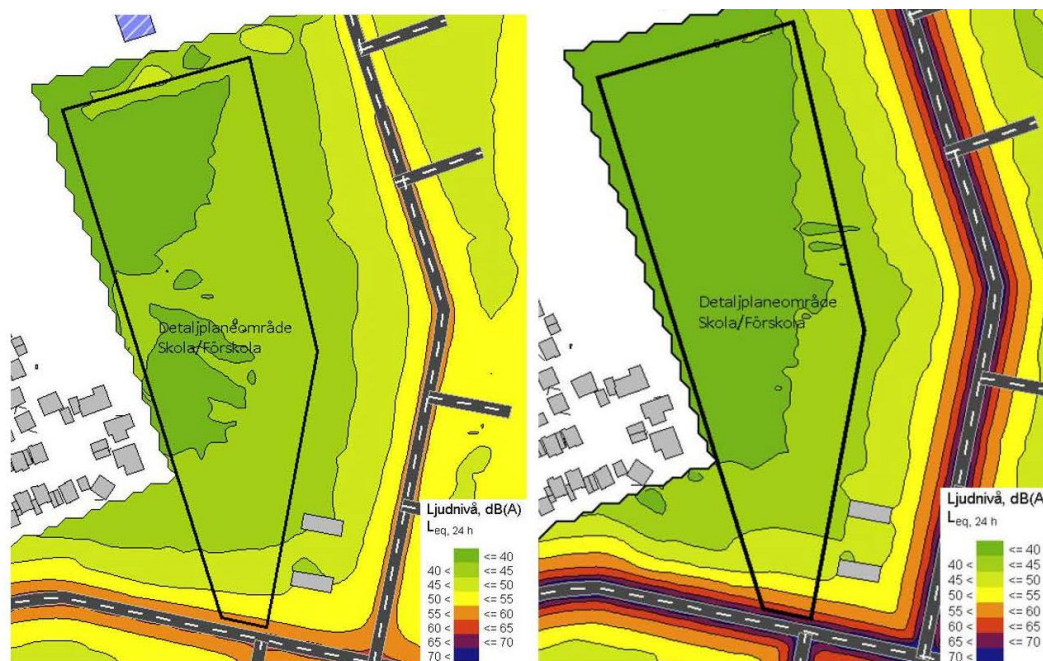 Detaljplaneområde
Skola/Förskola
Ljudnivå, dB(A)
Leq, 24 h
<= 40
40 < <= 45
45 < <= 50
50 < <= 55
55 < <= 60
60 < <= 65
65 < <= 70
70 <
Detaljplaneområde
Skola/Förskola
Ljudnivå, dB(A
Leq, 24 h
<= 40
40 < <= 45
45 < <= 50
50 < <= 55
55 < <= 60
60 < <= 65
65 < <= 70
70 <